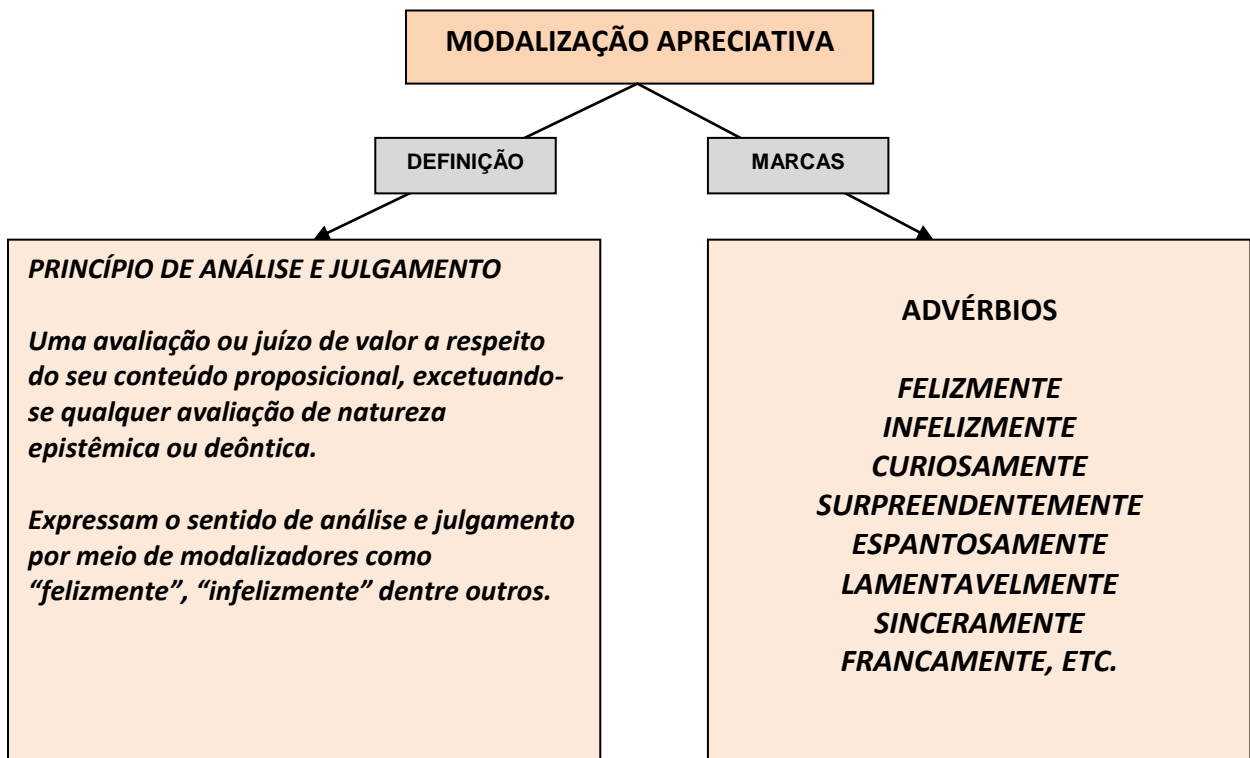 MODALIZAÇÃO APRECIATIVA
DEFINIÇÃO
MARCAS
PRINCÍPIO DE ANÁLISE E JULGAMENTO
Uma avaliação ou juízo de valor a respeito
do seu conteúdo proposicional, excetuando-
se qualquer avaliação de natureza
epistêmica ou deôntica.
Expressam o sentido de análise e julgamento
por meio de modalizadores como
“felizmente”, “infelizmente” dentre outros.
ADVÉRBIOS
FELIZMENTE
INFELIZMENTE
CURIOSAMENTE
SURPREENDENTEMENTE
ESPANTOSAMENTE
LAMENTAVELMENTE
SINCERAMENTE
FRANCAMENTE, ETC.